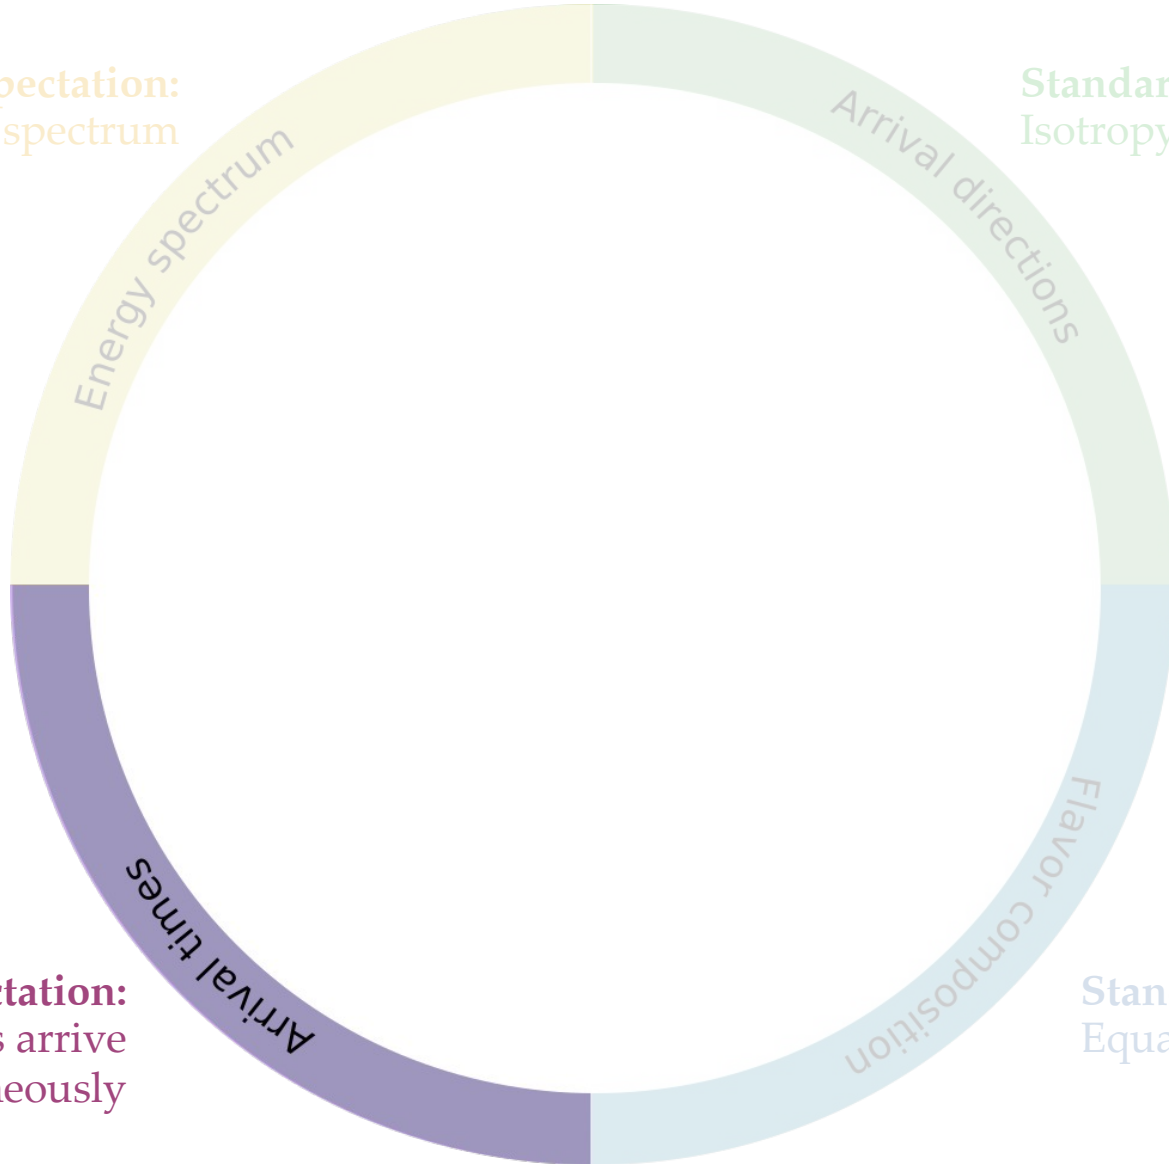 pectation:
spectrum
Standar
Isotropy
Energy spectrum
Arrival directions
Arrival times
Flavor composition
ctation:
s arrive
neously
Stan
Equa